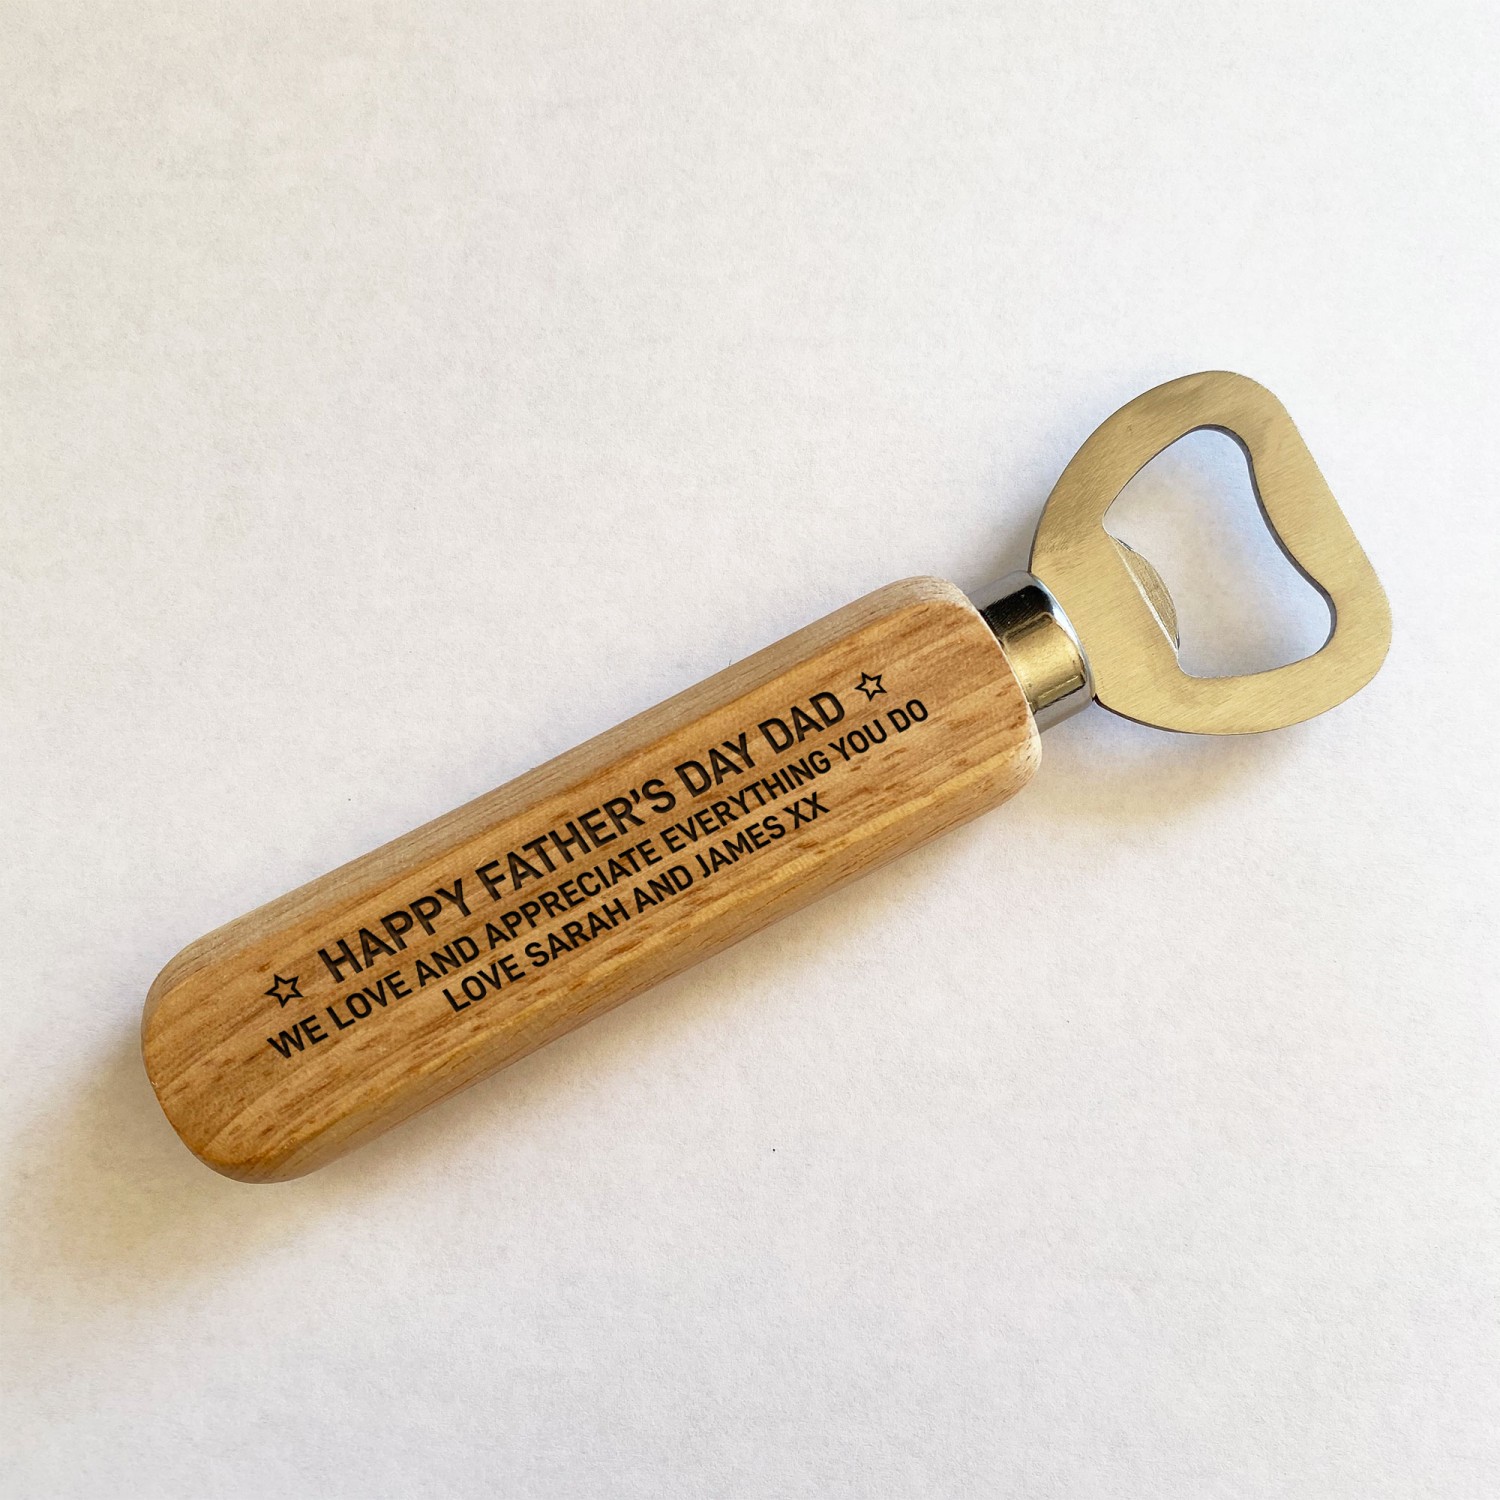 ☆ HAPPY FATHER'S DAY DAD ☆
WE LOVE AND APPRECIATE EVERYTHING YOU DO
LOVE SARAH AND JAMES XX